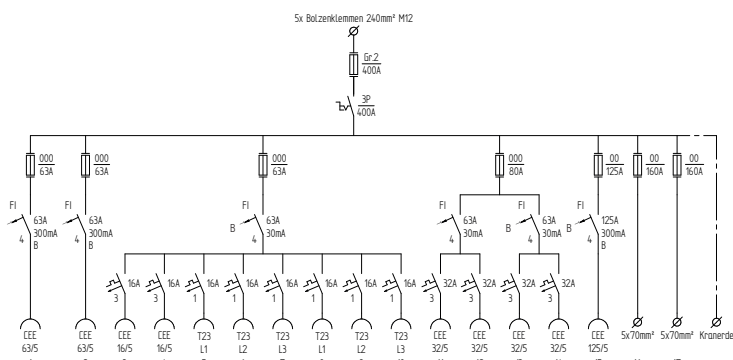 5x Bolzenklemmen 240mm² M12
Gr.2
400A
3P
400A
000
63A
000
63A
000
63A
000
80A
00
125A
00
160A
00
160A
FI
63A
300mA
4
B
FI
63A
300mA
4
B
FI
63A
30mA
B
4
FI
63A
30mA
4
FI
63A
30mA
B
4
FI
125A
300mA
B
4
16A
3
16A
3
16A
1
16A
1
16A
1
16A
1
16A
1
16A
1
32A
3
32A
3
32A
3
32A
3
CEE
63/5
CEE
63/5
CEE
16/5
CEE
16/5
T23
L1
T23
L2
T23
L3
T23
L1
T23
L2
T23
L3
CEE
32/5
CEE
32/5
CEE
32/5
CEE
32/5
CEE
125/5
5x70mm²
5x70mm²
Kranerde